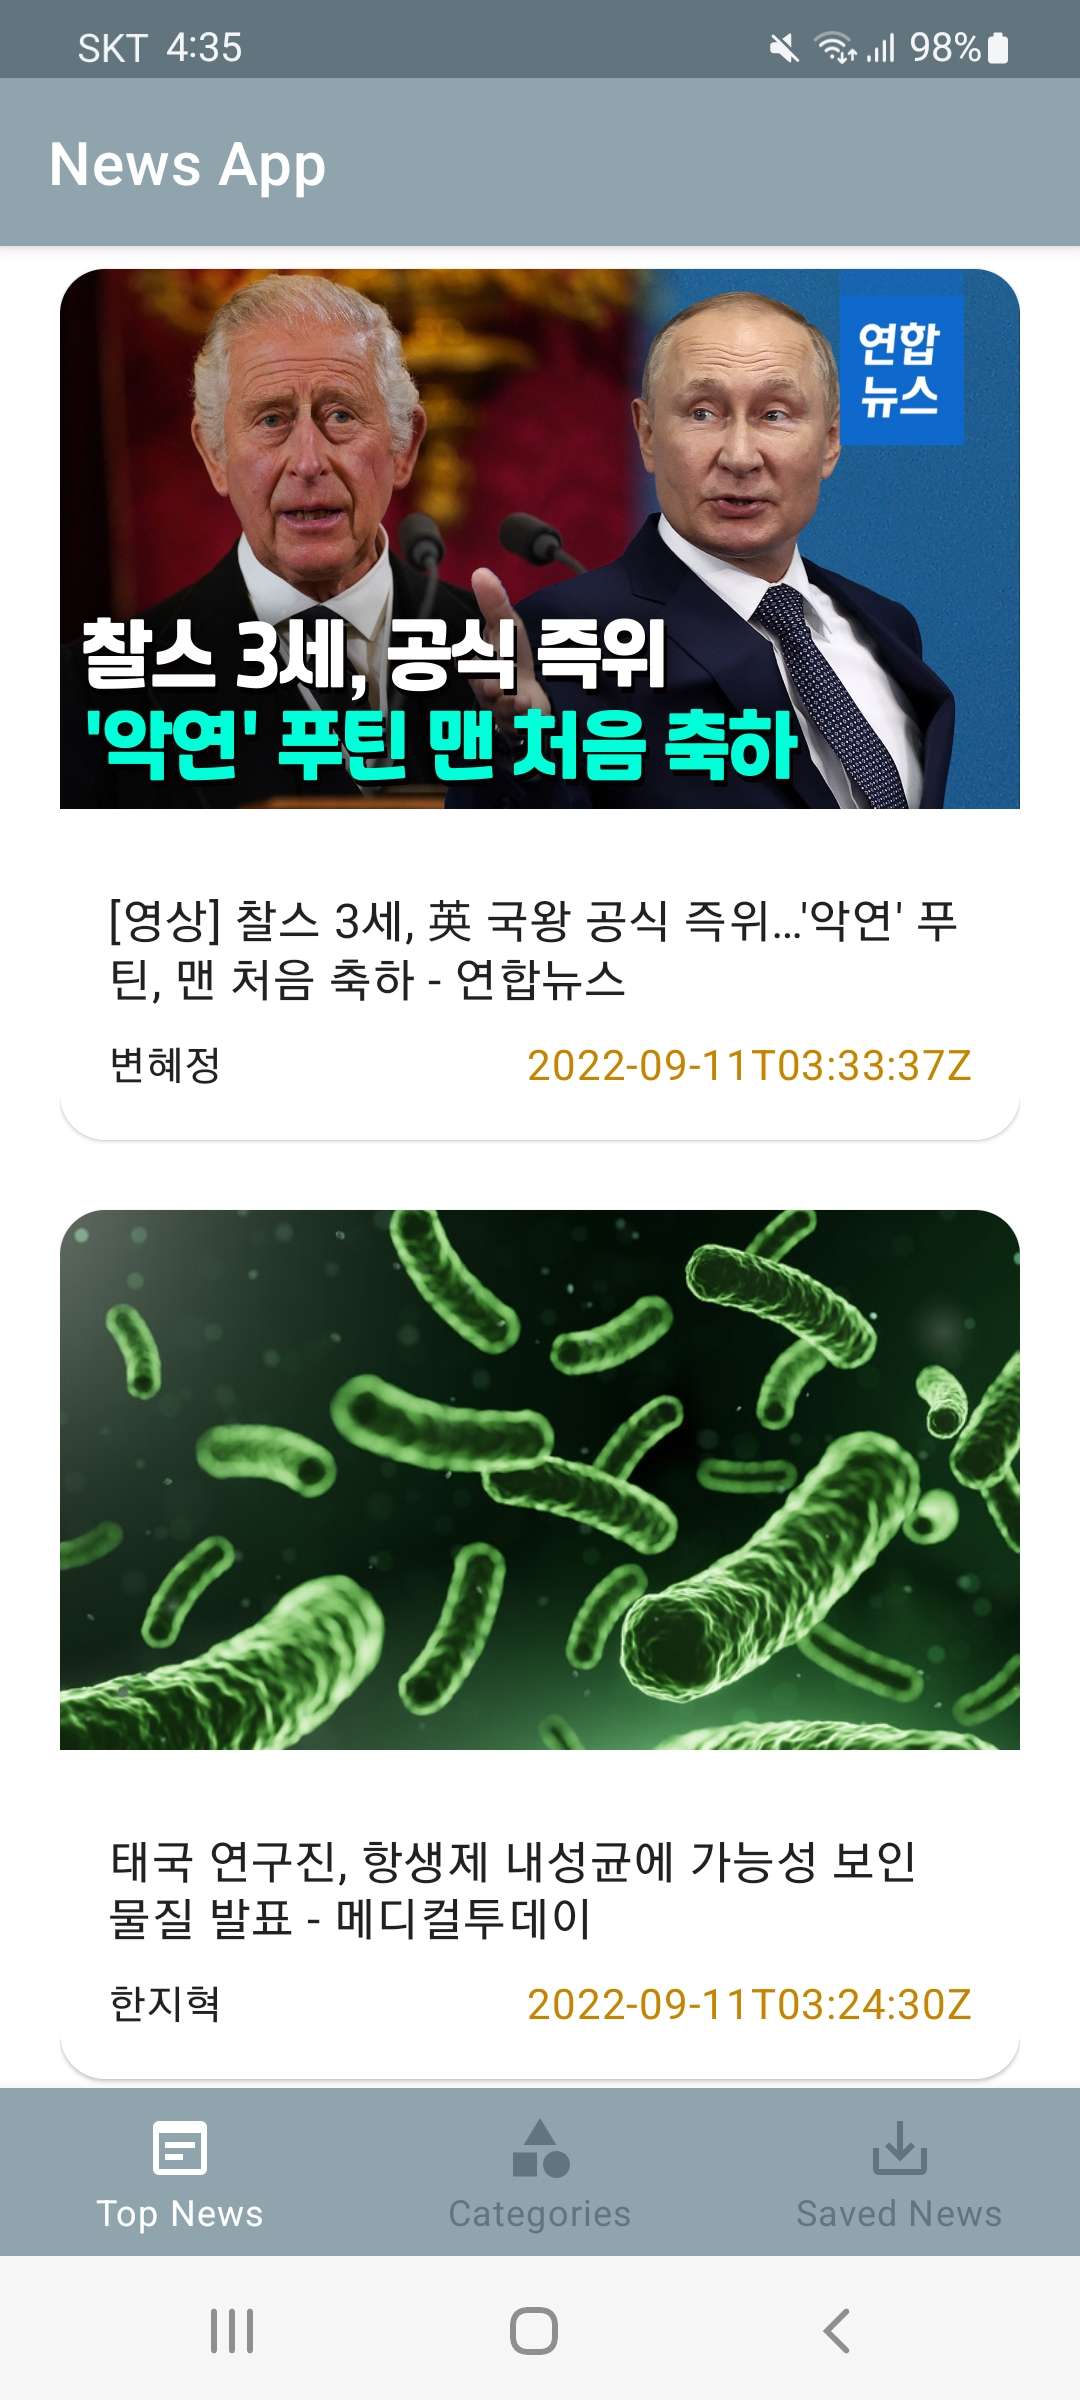 SKT 4:35
98%
News App
연합
뉴스
찰스 3세, 공식 즉위
'악연' 푸틴 맨 처음 축하
[영상] 찰스 3세, 英 국왕 공식 즉위...'악연' 푸
틴, 맨 처음 축하 - 연합뉴스
변혜정
2022-09-11T03:33:37Z
태국 연구진, 항생제 내성균에 가능성 보인
물질 발표 - 메디컬투데이
한지혁
2022-09-11T03:24:30Z
Top News
Categories
Saved News